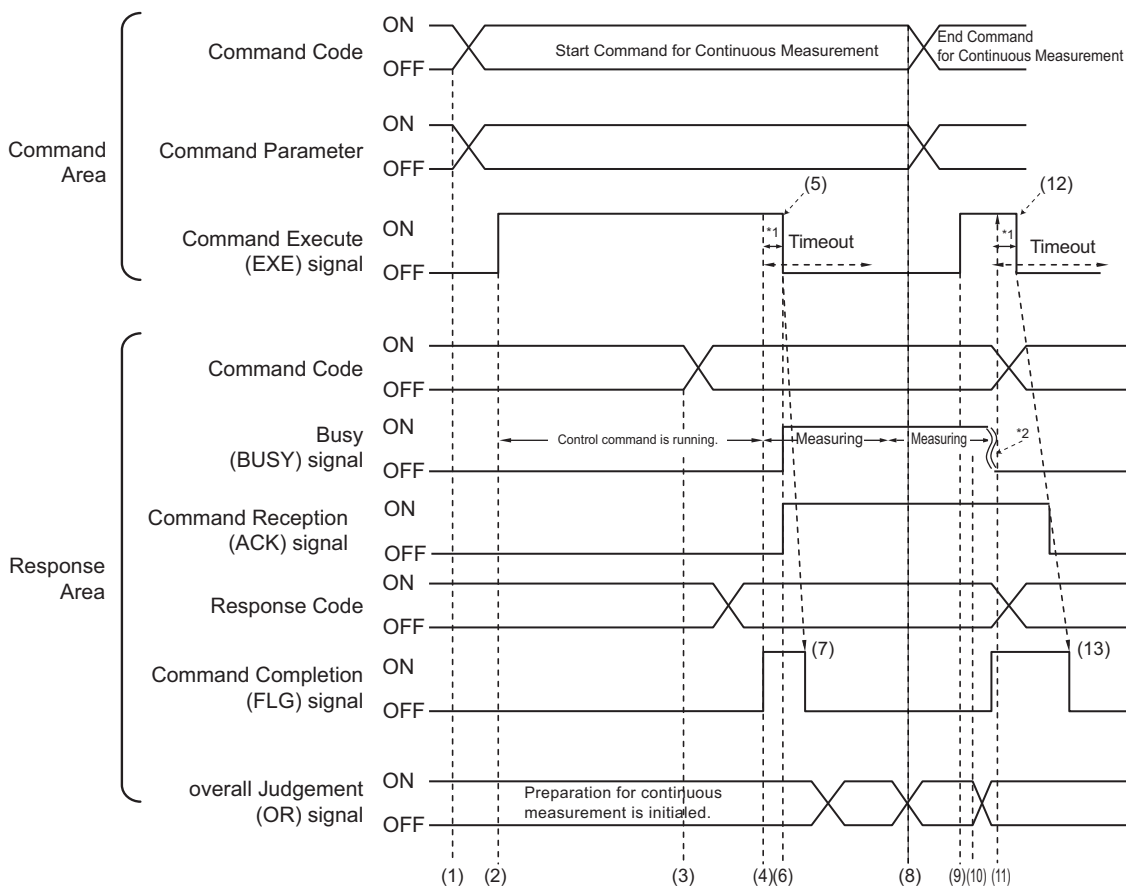 ON
Command Code
Start Command for Continuous Measurement
End Command
for Continuous Measurement
OFF
Command
Area
ON
Command Parameter
OFF
(5)
(12)
ON
Command Execute
(EXE) signal
*1
Timeout
*1
Timeout
OFF
ON
Command Code
OFF
Busy
(BUSY) signal
ON
Control command is running.
Measuring
Measuring
*2
OFF
Command Reception
(ACK) signal
ON
OFF
Response
Area
ON
Response Code
OFF
(7)
(13)
Command Completion
(FLG) signal
ON
OFF
overall Judgement
(OR) signal
ON
Preparation for continuous
measurement is initialed.
OFF
(1)
(2)
(3)
(4)
(6)
(8)
(9)
(10)
(11)